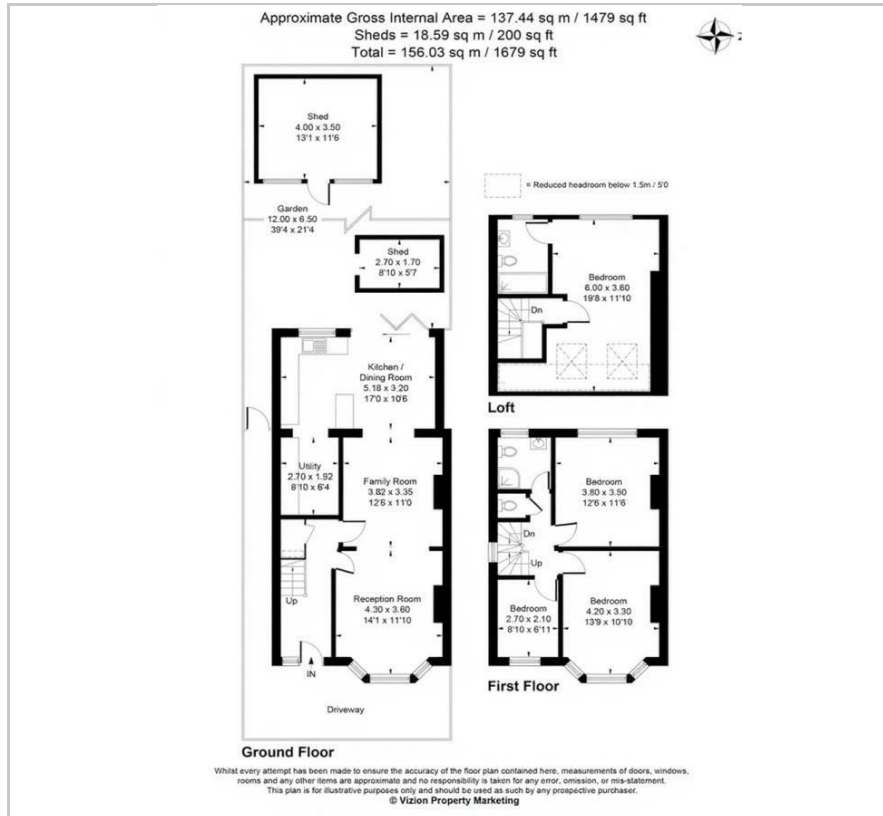 Approximate Gross Internal Area = 137.44 sq m / 1479 sq ft
Sheds = 18.59 sq m / 200 sq ft
Total = 156.03 sq m / 1679 sq ft
Shed
4.00 x 3.50
13'1 x 11'6
= Reduced headroom below 1.5m / 5'0
Garden
12.00 x 6.50
39'4 x 21'4
Shed
2.70 x 1.70
8'10 x 5'7
Bedroom
6.00 x 3.60
19'8 x 11'10
Dn
Loft
Kitchen /
Dining Room
5.18 x 3.20
17'0 x 10'6
Utility
2.70 x 1.92
8'10 x 6'4
Family Room
3.82 x 3.35
12'6 x 11'0
Up
Reception Room
4.30 x 3.60
14'1 x 11'10
IN
Driveway
Ground Floor
Bedroom
3.80 x 3.50
12'6 x 11'6
Dn
Up
Bedroom
2.70 x 2.10
8'10 x 6'11
Bedroom
4.20 x 3.30
13'9 x 10'10
First Floor
Whilst every attempt has been made to ensure the accuracy of the floor plan contained here, measurements of doors, windows,
rooms and any other items are approximate and no responsibility is taken for any error, omission, or mis-statement.
This plan is for illustrative purposes only and should be used as such by any prospective purchaser.
© Vizion Property Marketing